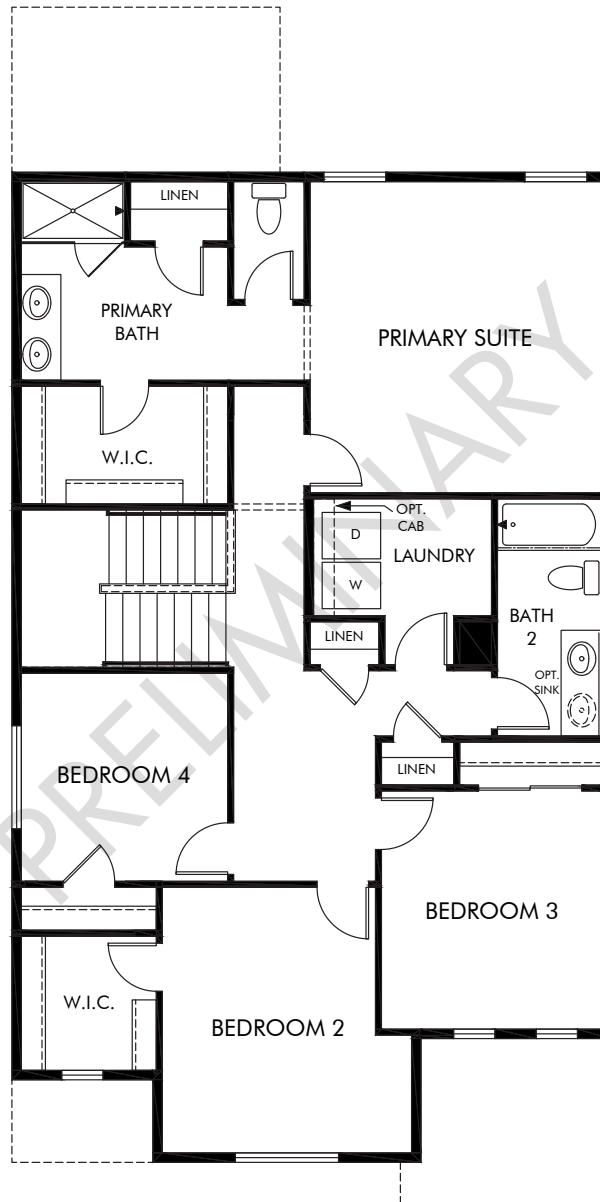 LINEN
PRIMARY
BATH
PRIMARY SUITE
W.I.C.
OPT.
CAB
D
LAUNDRY
W
BATH
2
LINEN
OPT.
SINK
BEDROOM 4
LINEN
BEDROOM 3
W.I.C.
BEDROOM 2
PRELIMINARY